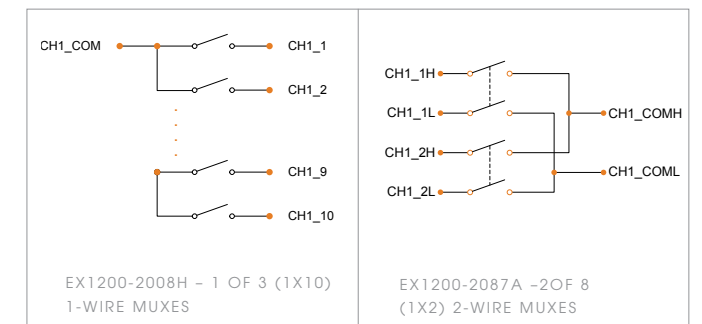 CH1_COM
CH1_1
CH1_2
CH1_9
CH1_10
EX1200-2008H – 1 OF 3 (1X10)
1-WIRE MUXES
CH1_1H
CH1_1L
CH1_2H
CH1_2L
CH1_COMH
CH1_COML
EX1200-2087A –2OF 8
(1X2) 2-WIRE MUXES